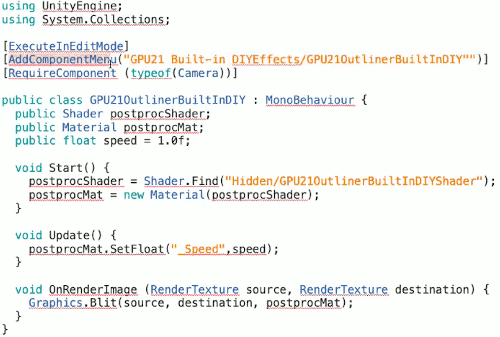 using UnityEngine;
using System.Collections;
[ExecuteInEditMode]
[AddComponentMenu("GPU21 Built-in DIYEffects/GPU21OutlinerBuiltInDIY"")]
[RequireComponent (typeof(Camera))]
public class GPU21OutlinerBuiltInDIY : MonoBehaviour {
public Shader postprocShader;
public Material postprocMat;
public float speed = 1.0f;
void Start() {
postprocShader = Shader.Find("Hidden/GPU21OutlinerBuiltInDIYShader");
postprocMat = new Material(postprocShader);
}
void Update() {
postprocMat.SetFloat("_Speed",speed);
}
void OnRenderImage (RenderTexture source, RenderTexture destination) {
Graphics.Blit(source, destination, postprocMat);
}
}